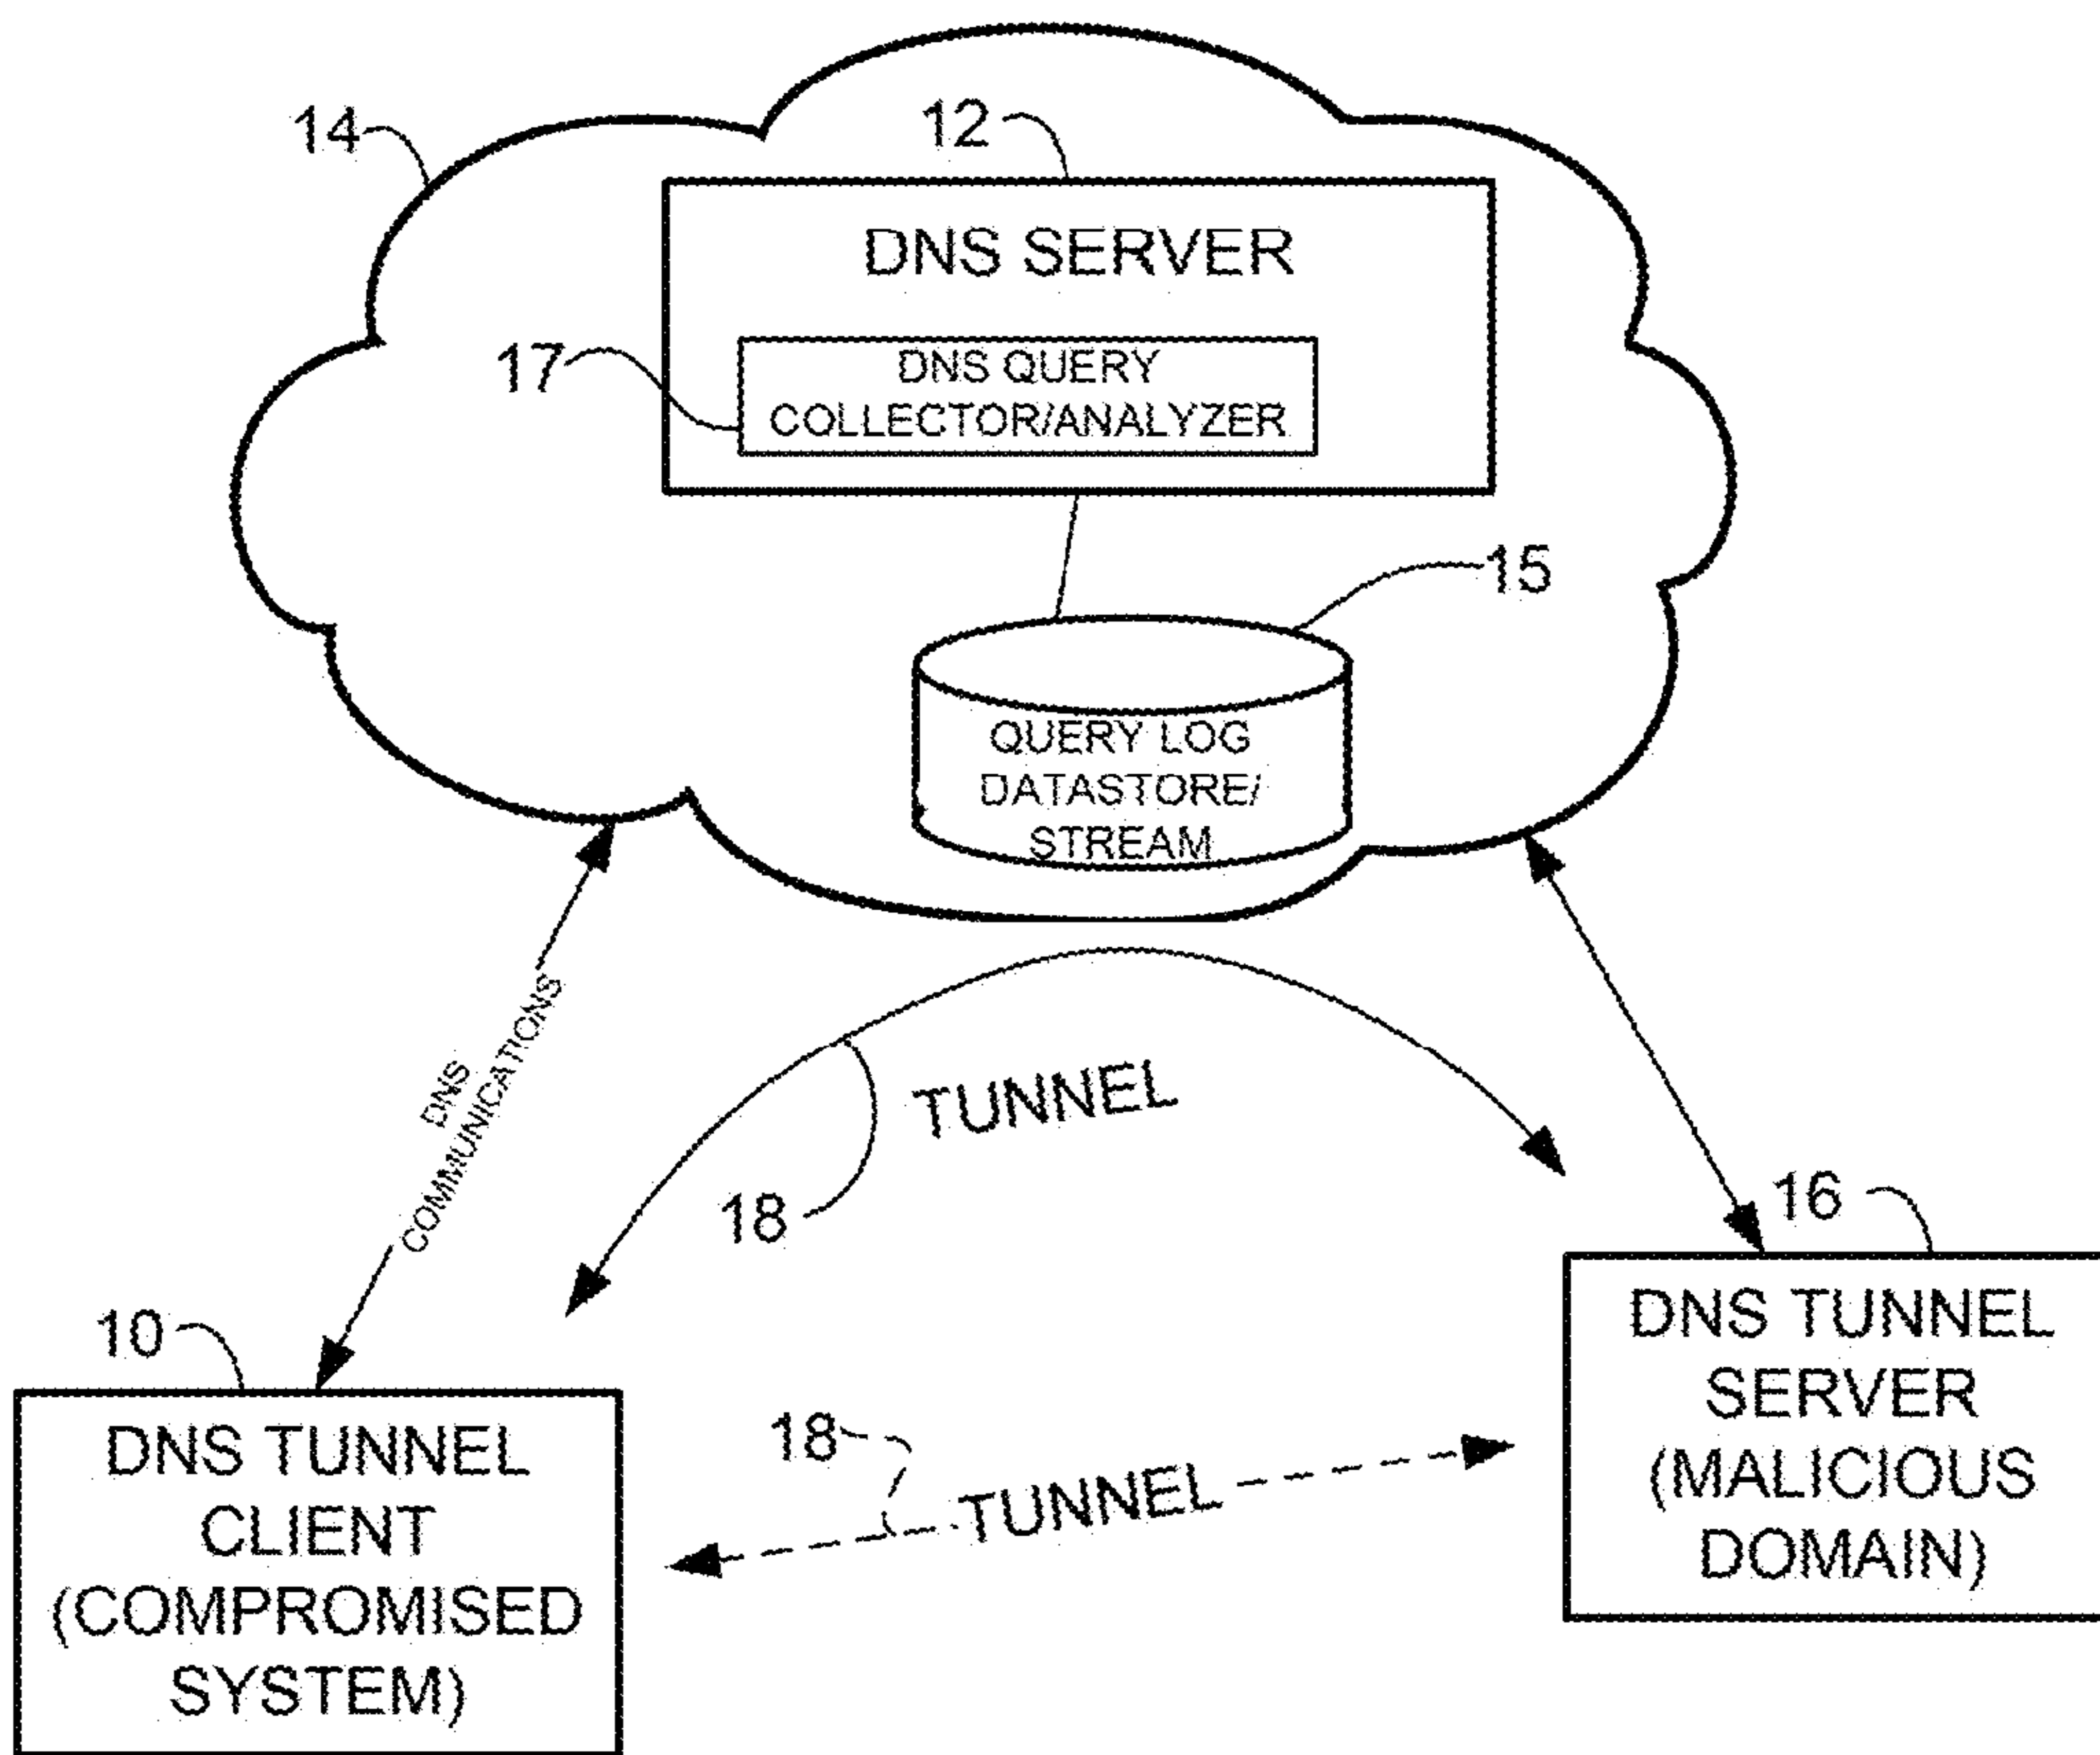 14
12
DNS SERVER
17
DNS QUERY
COLLECTOR/ANALYZER
15
QUERY LOG
DATASTORE/
STREAM
DNS
COMMUNICATIONS
TUNNEL
18
16
10
DNS TUNNEL
SERVER
(MALICIOUS
DOMAIN)
DNS TUNNEL
CLIENT
(COMPROMISED
SYSTEM)
18
TUNNEL